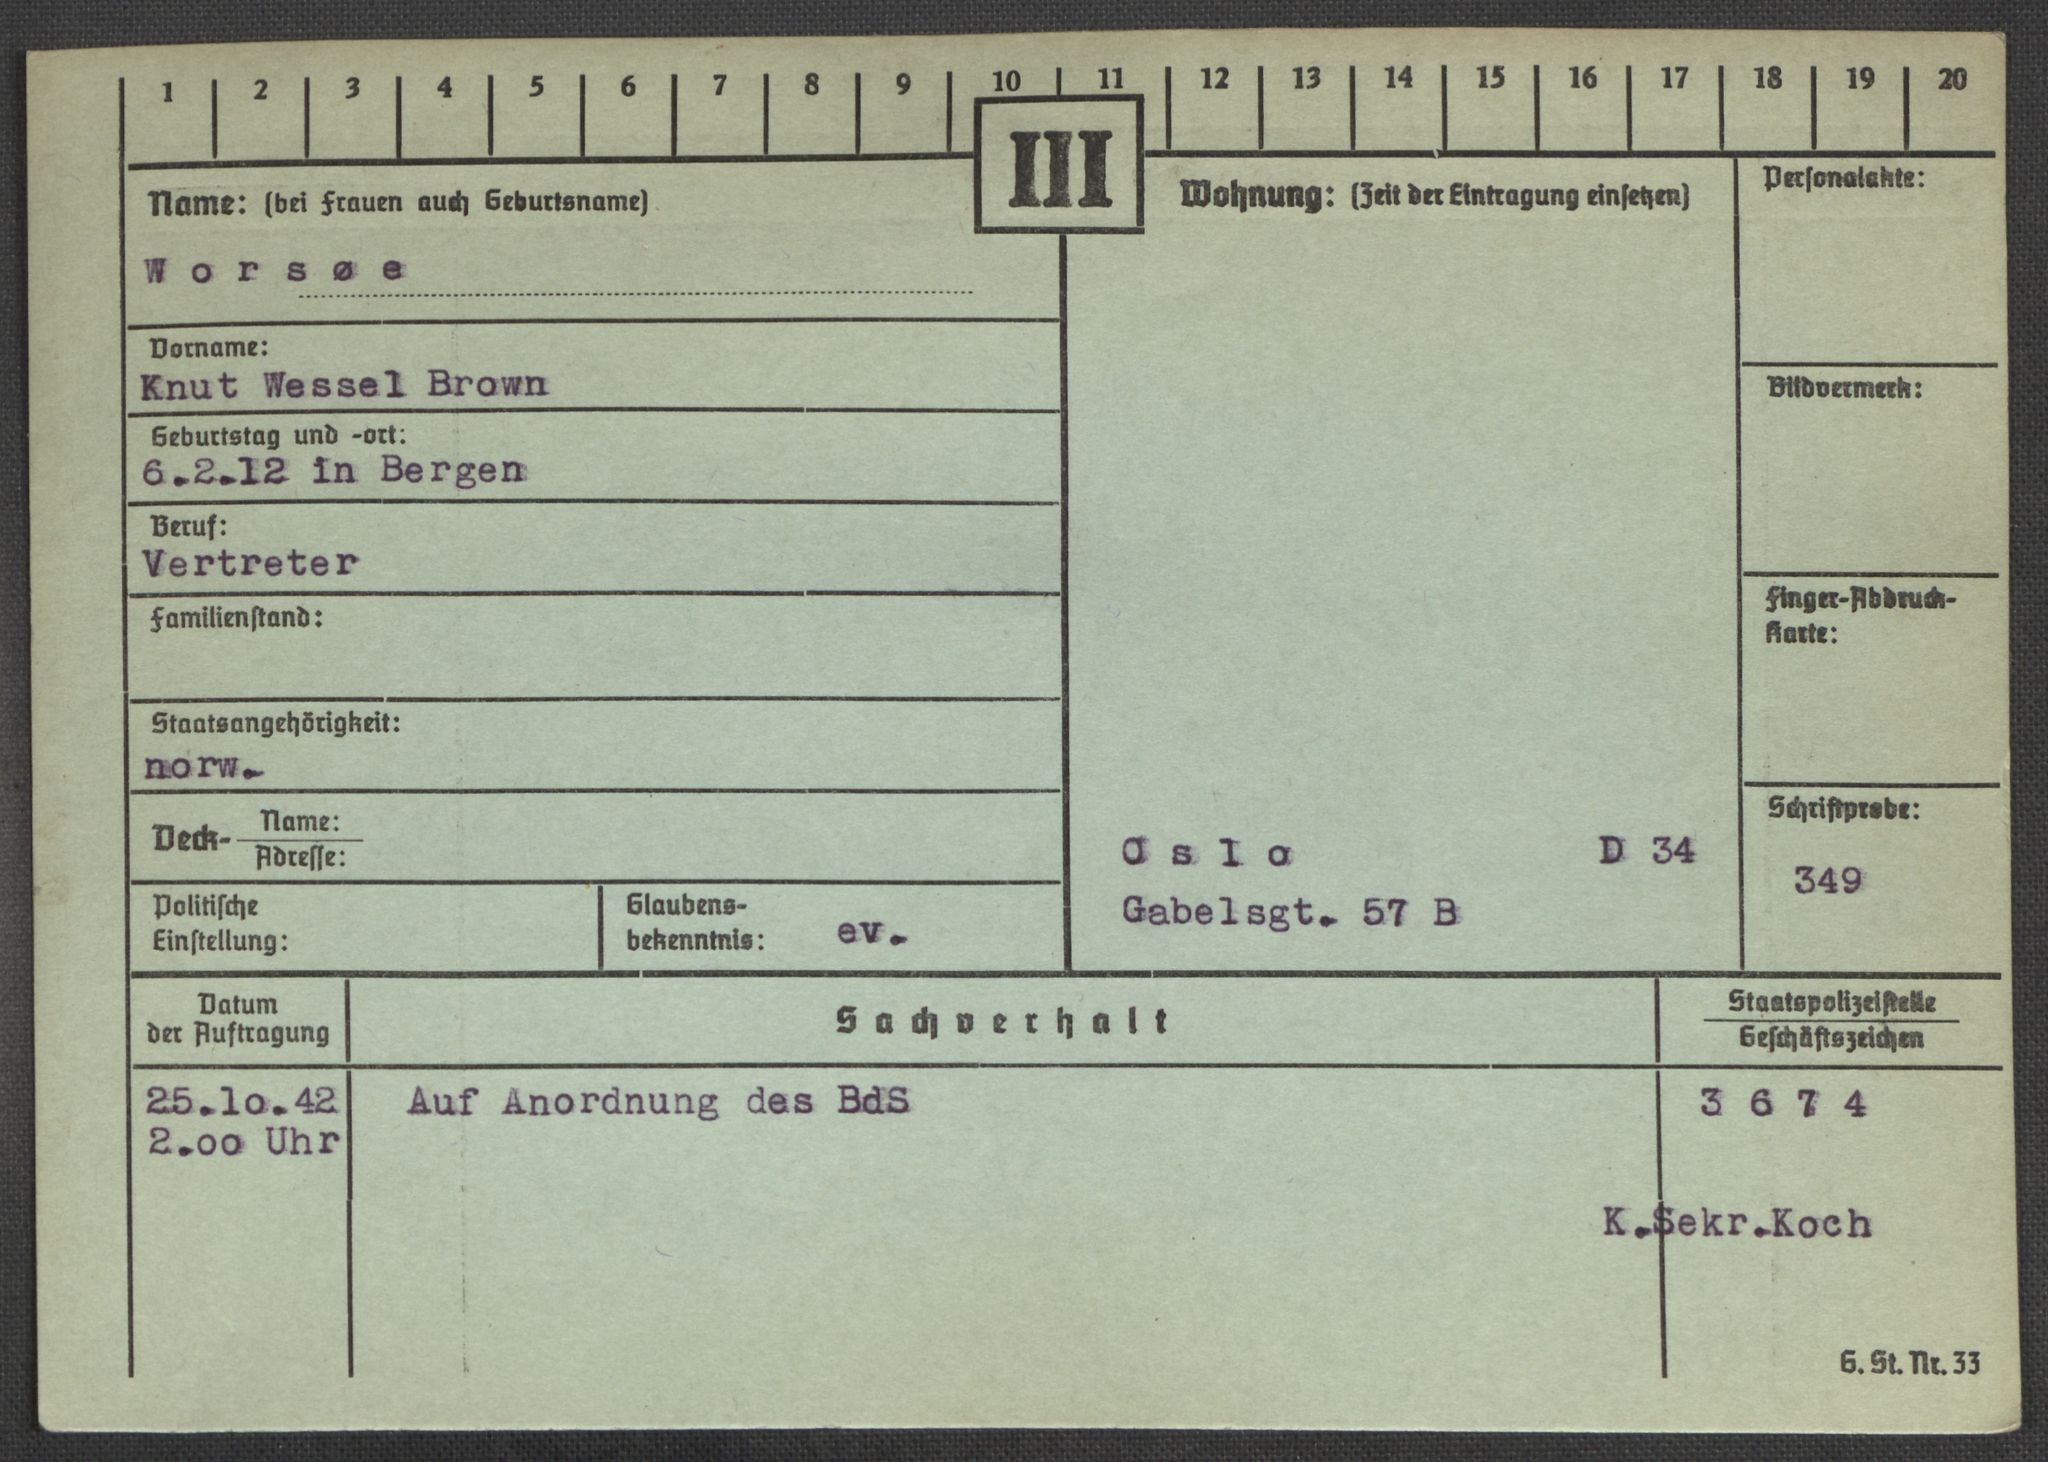 1 2 3 4 5 6 7 8 9 10 11 12 13 14 15 16 17 18 19 20
III
Name: (bei Frauen auch Geburtsname)
W o r s ø e
Vorname:
Knut Wessel Brown
Geburtstag und -ort:
6.2.12 in Bergen
Beruf:
Vertreter
Familienstand:
Staatsangehörigkeit:
norw.
Deck- Name:
Adresse:
Politische
Einstellung:
Glaubens-
bekenntnis: ev.
Wohnung: (Zeit der Eintragung einsetzen)
O s l o D 34
Gabelsgt. 57 B
Personalakte:
Bildvermerk:
Finger-Abdruck-
Karte:
Schriftprobe:
349
Datum
der Auftragung
Sachverhalt
Staatspolizeistelle
Geschäftszeichen
25.lo.42 Auf Anordnung des BdS 3 6 7 4
2.oo Uhr
K.Sekr.Koch
G. St. Nr. 33